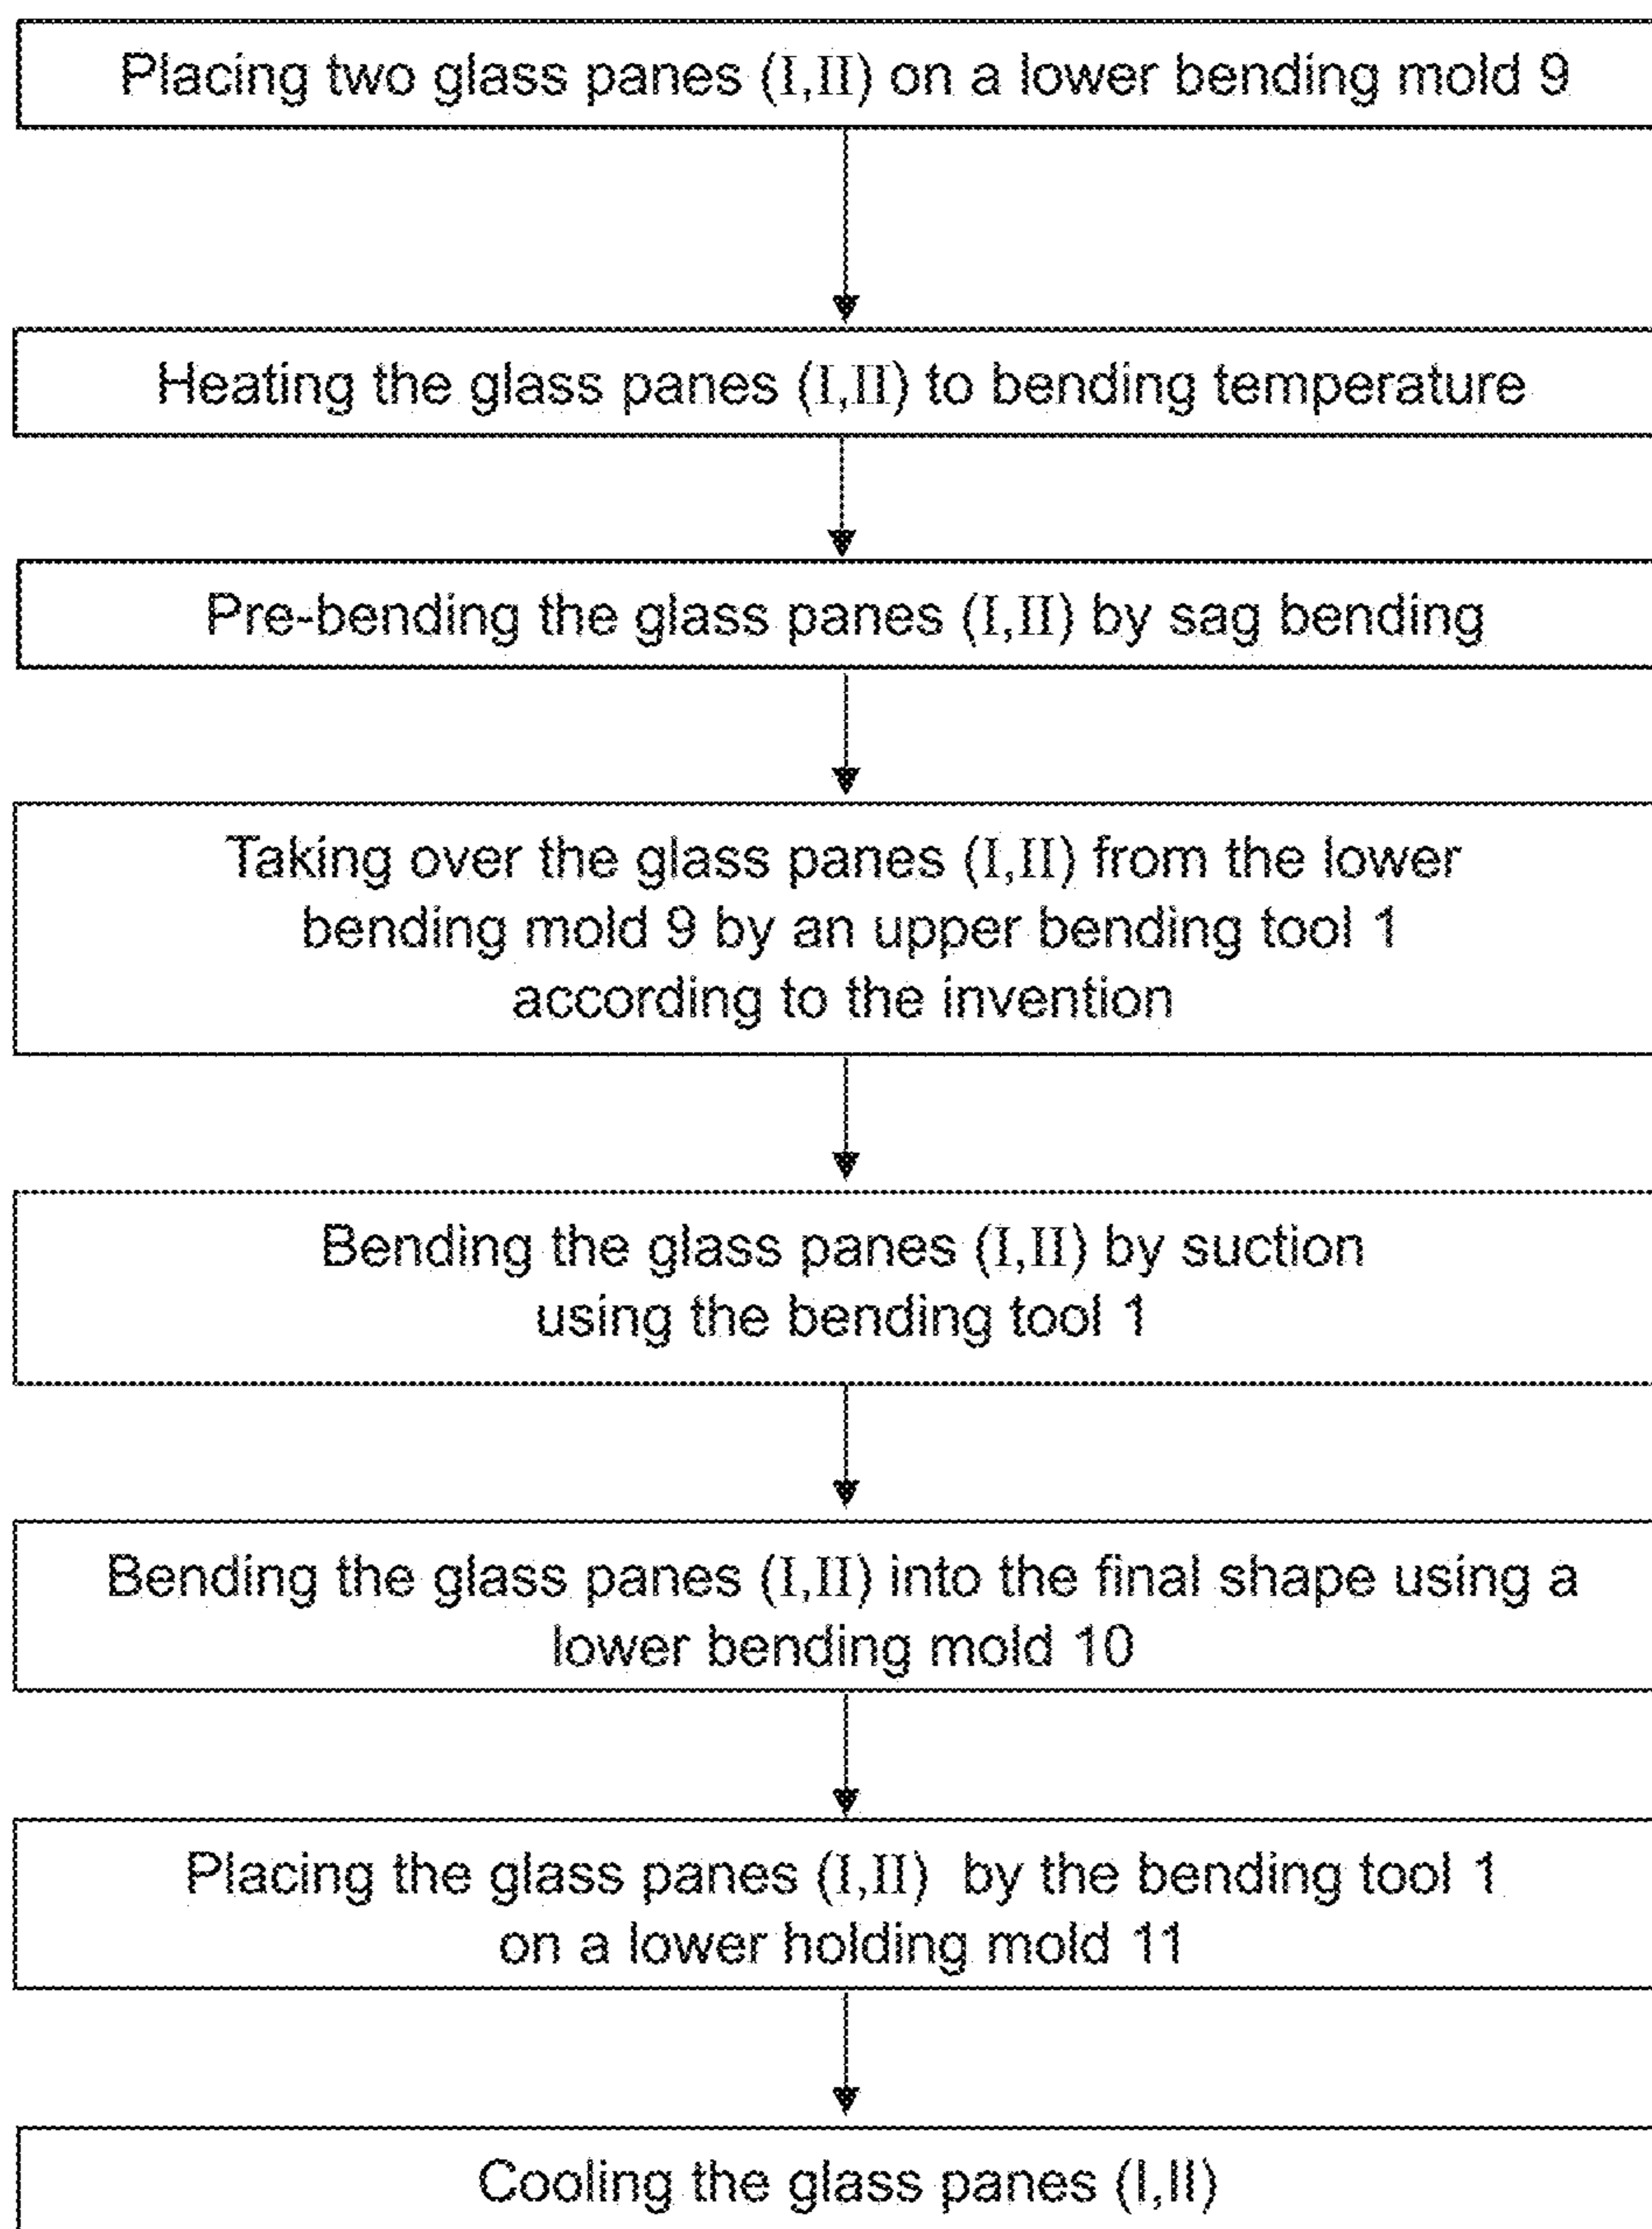 Placing two glass panes (I,II) on a lower bending mold 9
Heating the glass panes (I,II) to bending temperature
Pre-bending the glass panes (I,II) by sag bending
Taking over the glass panes (I,II) from the lower
bending mold 9 by an upper bending tool 1
according to the invention
Bending the glass panes (I,II) by suction
using the bending tool 1
Bending the glass panes (I,II) into the final shape using a
lower bending mold 10
Placing the glass panes (I,II) by the bending tool 1
on a lower holding mold 11
Cooling the glass panes (I,II)